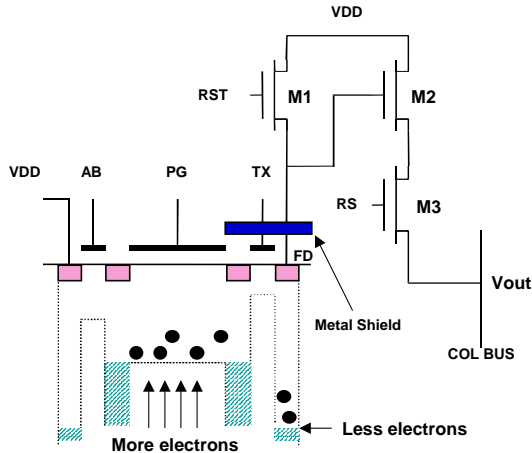 VDD
RST
M1
M2
VDD
AB
PG
TX
RS
M3
FD
Vout
Metal Shield
COL BUS
Less electrons
More electrons